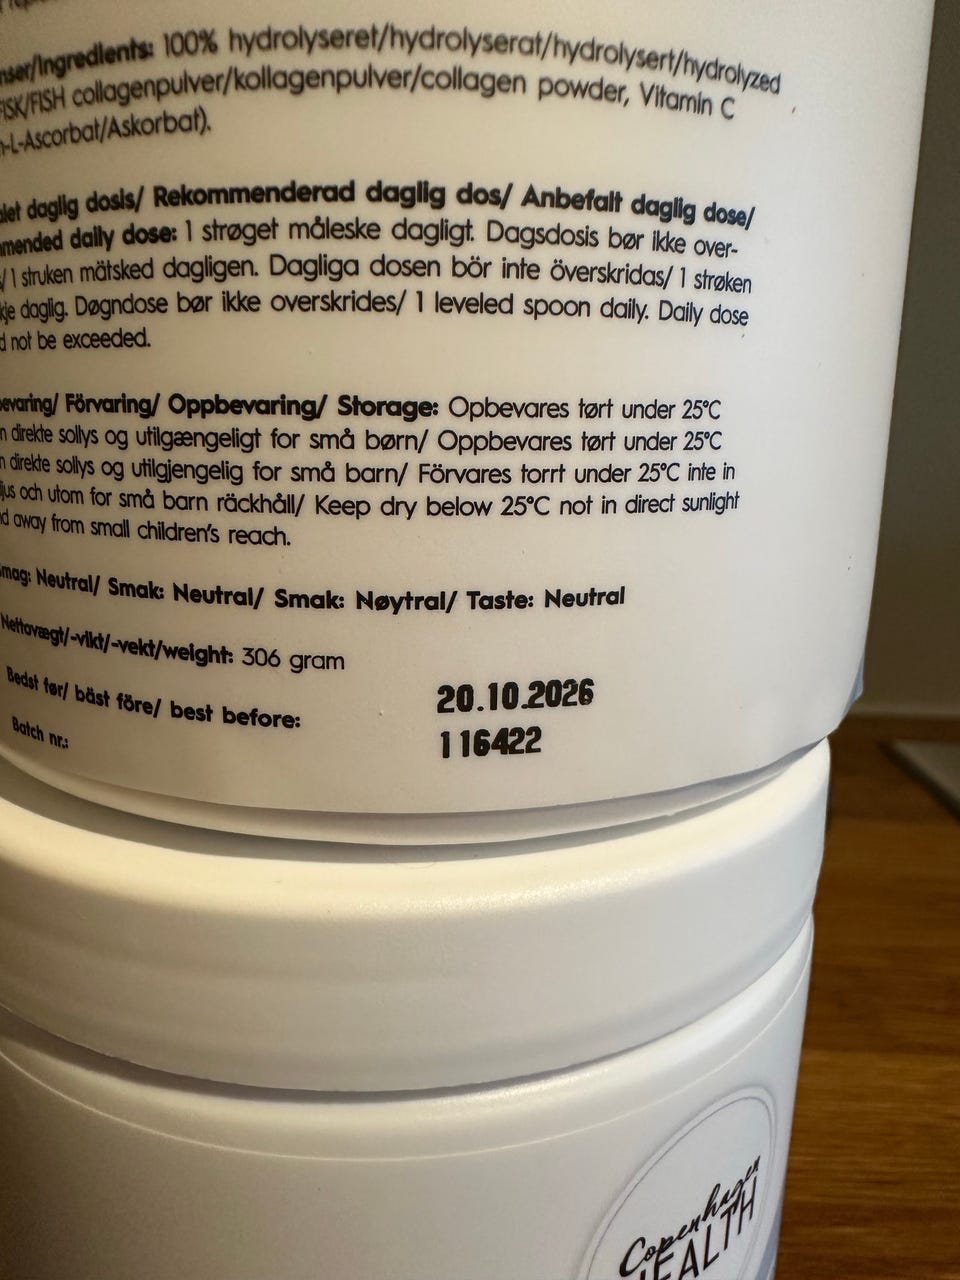 nser/Ingredients: 100% hydrolyseret/hydrolyserat/hydrolysert/hydrolyzed
FISK/FISH collagenpulver/kollagenpulver/collagen powder, Vitamin C
-L-Ascorbat/Askorbat).
alet daglig dosis/ Rekommenderad daglig dos/ Anbefalt daglig dose/
mmended daily dose: 1 strøget måleske dagligt. Dagsdosis bør ikke over-
/ 1 struken mätsked dagligen. Dagliga dosen bör inte överskridas/ 1 strøken
kje daglig. Døgndose bør ikke overskrides/ 1 leveled spoon daily. Daily dose
d not be exceeded.
evaring/ Förvaring/ Oppbevaring/ Storage: Opbevares tørt under 25°C
n direkte sollys og utilgængeligt for små børn/ Oppbevares tørt under 25°C
n direkte sollys og utilgjengelig for små barn/ Förvares torrt under 25°C inte in
jus och utom for små barn räckhåll/ Keep dry below 25°C not in direct sunlight
d away from small children's reach.
mag: Neutral/ Smak: Neutral/ Smak: Nøytral/ Taste: Neutral
Nettovægt/-vikt/-vekt/weight: 306 gram
Bedst før/ bäst före/ best before: 20.10.2026
Batch nr.: 116422
Copenhagen
HEALTH